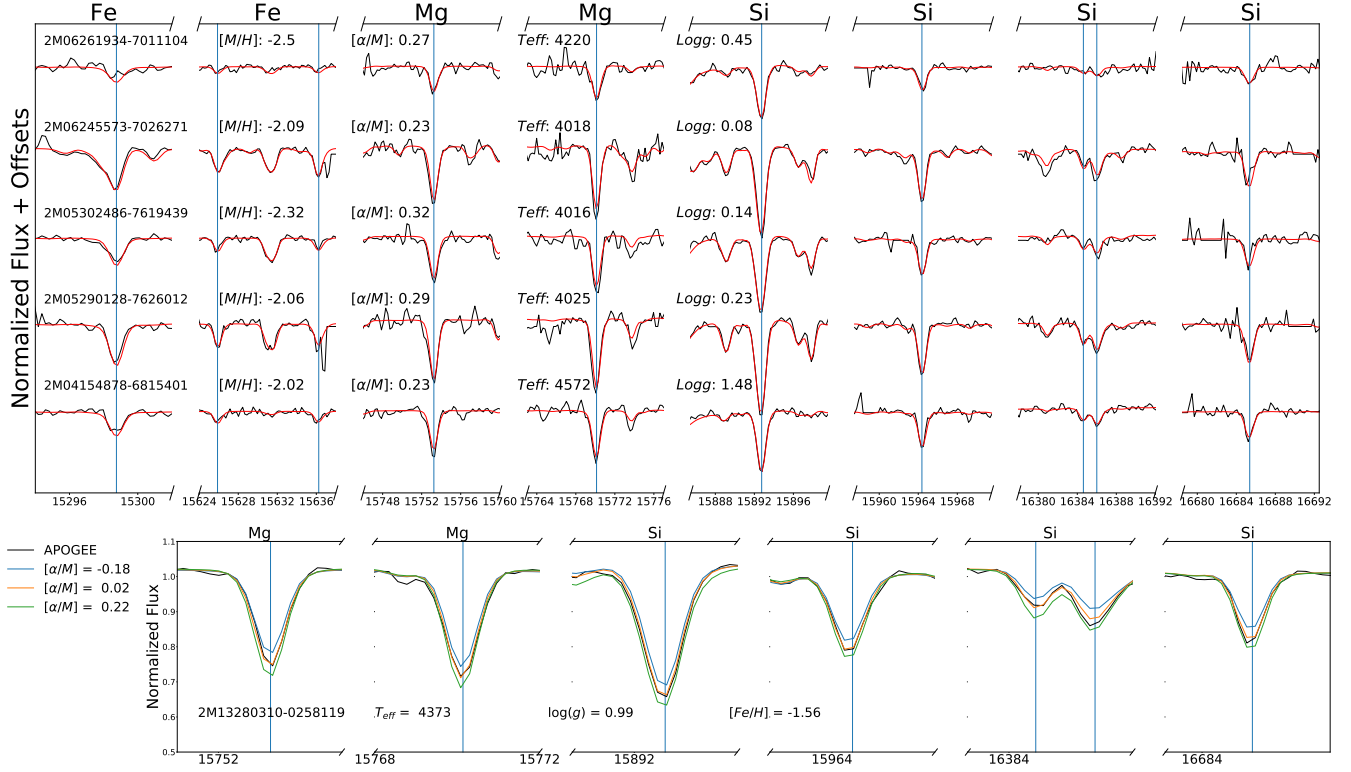 Fe Fe Mg Mg Si Si Si Si
Normalized Flux + Offsets
2M06261934-7011104 [M/H]: -2.5 [α/M]: 0.27 Teff: 4220 Logg: 0.45
2M06245573-7026271 [M/H]: -2.09 [α/M]: 0.23 Teff: 4018 Logg: 0.08
2M05302486-7619439 [M/H]: -2.32 [α/M]: 0.32 Teff: 4016 Logg: 0.14
2M05290128-7626012 [M/H]: -2.06 [α/M]: 0.29 Teff: 4025 Logg: 0.23
2M04154878-6815401 [M/H]: -2.02 [α/M]: 0.23 Teff: 4572 Logg: 1.48
15296 15300 15624 15628 15632 15636 15748 15752 15756 15760 15764 15768 15772 15776 15888 15892 15896 15960 15964 15968 16380 16384 16388 16392 16680 16684 16688 16692
Mg Mg Si Si Si Si
APOGEE
[α/M] = -0.18
[α/M] = 0.02
[α/M] = 0.22
Normalized Flux
1.1
1.0
0.9
0.8
0.7
0.6
0.5
2M13280310-0258119 Teff = 4373 log(g) = 0.99 [Fe/H] = -1.56
15752 15768 15772 15892 15964 16384 16684